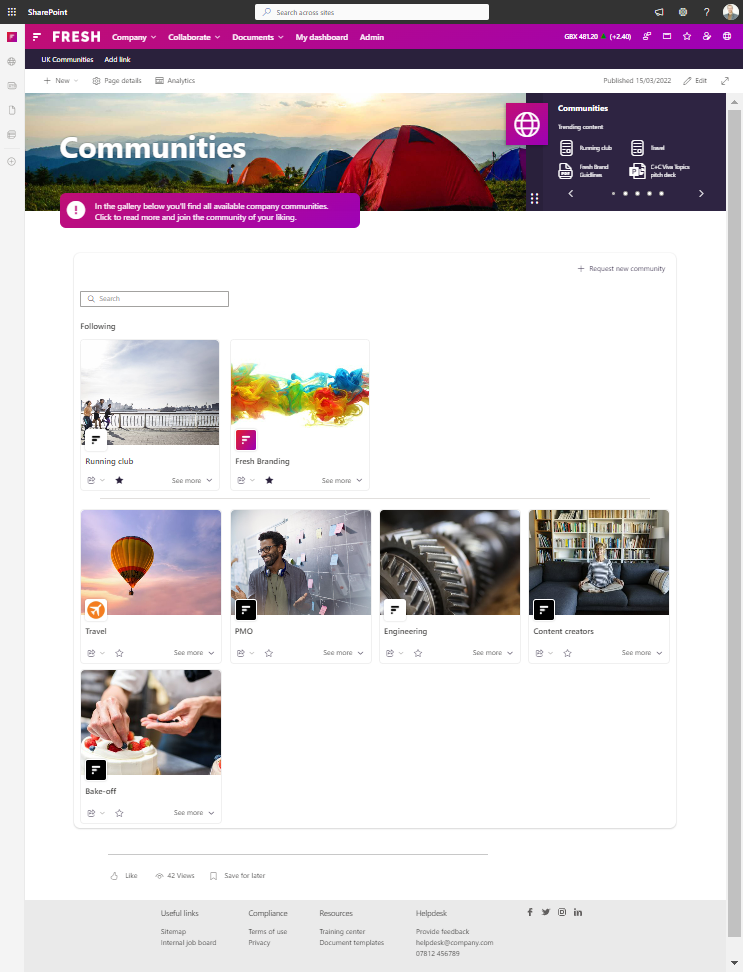 SharePoint
Search across sites
FRESH
Company
Collaborate
Documents
My dashboard
Admin
GBX 481.20 (+2.40)
UK Communities
Add link
New
Page details
Analytics
Published 15/03/2022
Edit
Communities
Communities
Trending content
Running club
Travel
Fresh Brand
Guidlines
C+C Viva Topics
pitch deck
In the gallery below you'll find all available company communities.
Click to read more and join the community of your liking.
Request new community
Search
Following
Running club
Fresh Branding
See more
See more
Travel
PMO
Engineering
Content creators
See more
See more
See more
See more
Bake-off
See more
Like
42 Views
Save for later
Useful links
Sitemap
Internal job board
Compliance
Terms of use
Privacy
Resources
Training center
Document templates
Helpdesk
Provide feedback
helpdesk@company.com
07812 456789